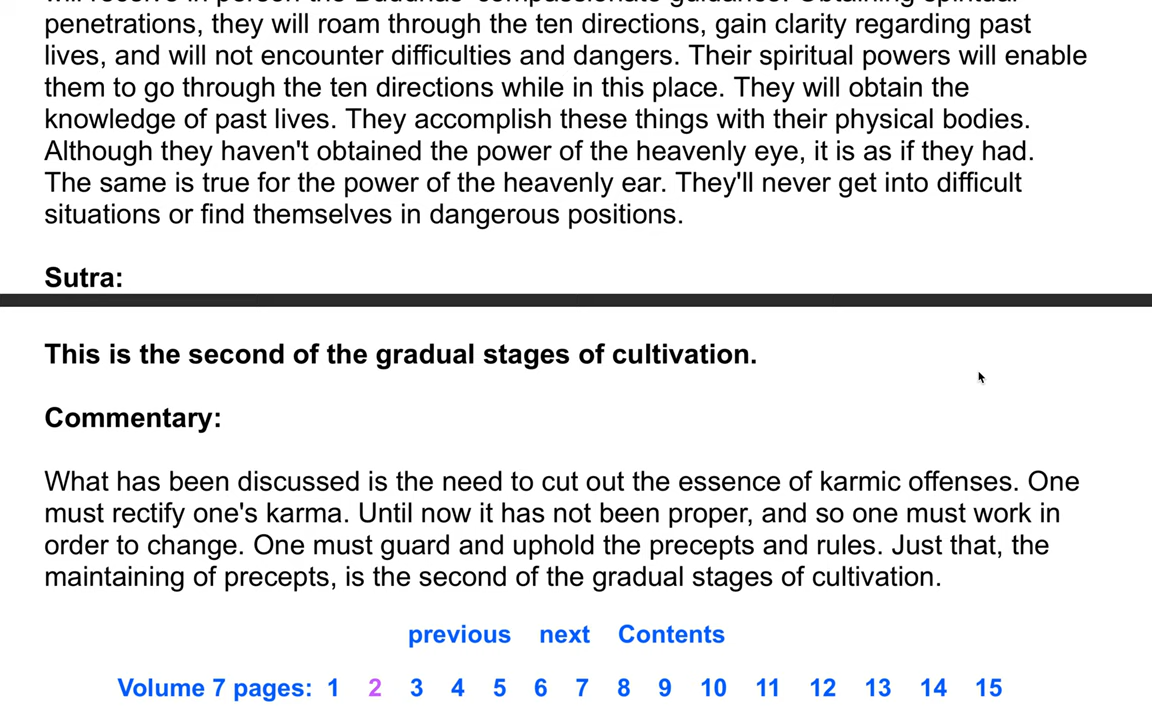 penetrations, they will roam through the ten directions, gain clarity regarding past
lives, and will not encounter difficulties and dangers. Their spiritual powers will enable
them to go through the ten directions while in this place. They will obtain the
knowledge of past lives. They accomplish these things with their physical bodies.
Although they haven't obtained the power of the heavenly eye, it is as if they had.
The same is true for the power of the heavenly ear. They'll never get into difficult
situations or find themselves in dangerous positions.
Sutra:
This is the second of the gradual stages of cultivation.
Commentary:
What has been discussed is the need to cut out the essence of karmic offenses. One
must rectify one's karma. Until now it has not been proper, and so one must work in
order to change. One must guard and uphold the precepts and rules. Just that, the
maintaining of precepts, is the second of the gradual stages of cultivation.
previous next Contents
Volume 7 pages: 1 2 3 4 5 6 7 8 9 10 11 12 13 14 15